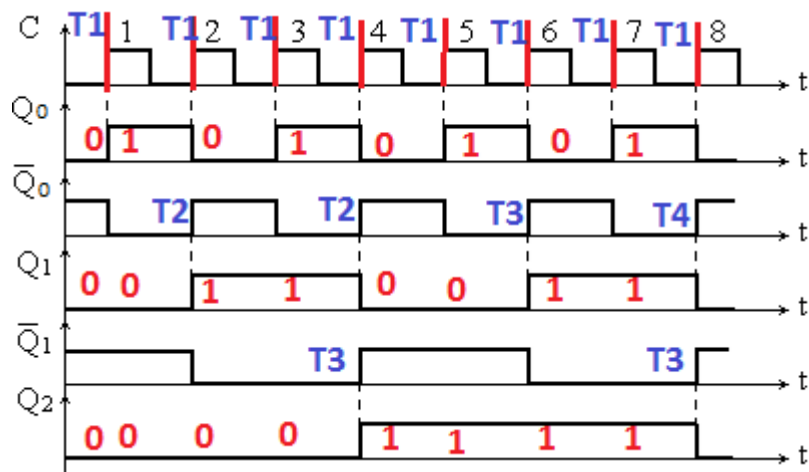 C T1 1 T1 2 T1 3 T1 4 T1 5 T1 6 T1 7 T1 8
t
Q0
0 1 0 1 0 1 0 1
t
Q̅0
T2 T2 T3 T4
t
Q1
0 0 1 1 0 0 1 1
t
Q̅1
T3 T3
t
Q2
0 0 0 0 1 1 1 1
t